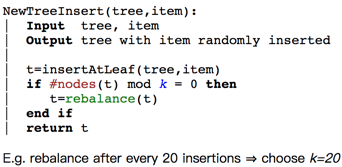 NewTreeInsert(tree,item):
Input tree, item
Output tree with item randomly inserted
t=insertAtLeaf(tree,item)
if #nodes(t) mod k = 0 then
t=rebalance(t)
end if
return t
E.g. rebalance after every 20 insertions ⇒ choose k=20